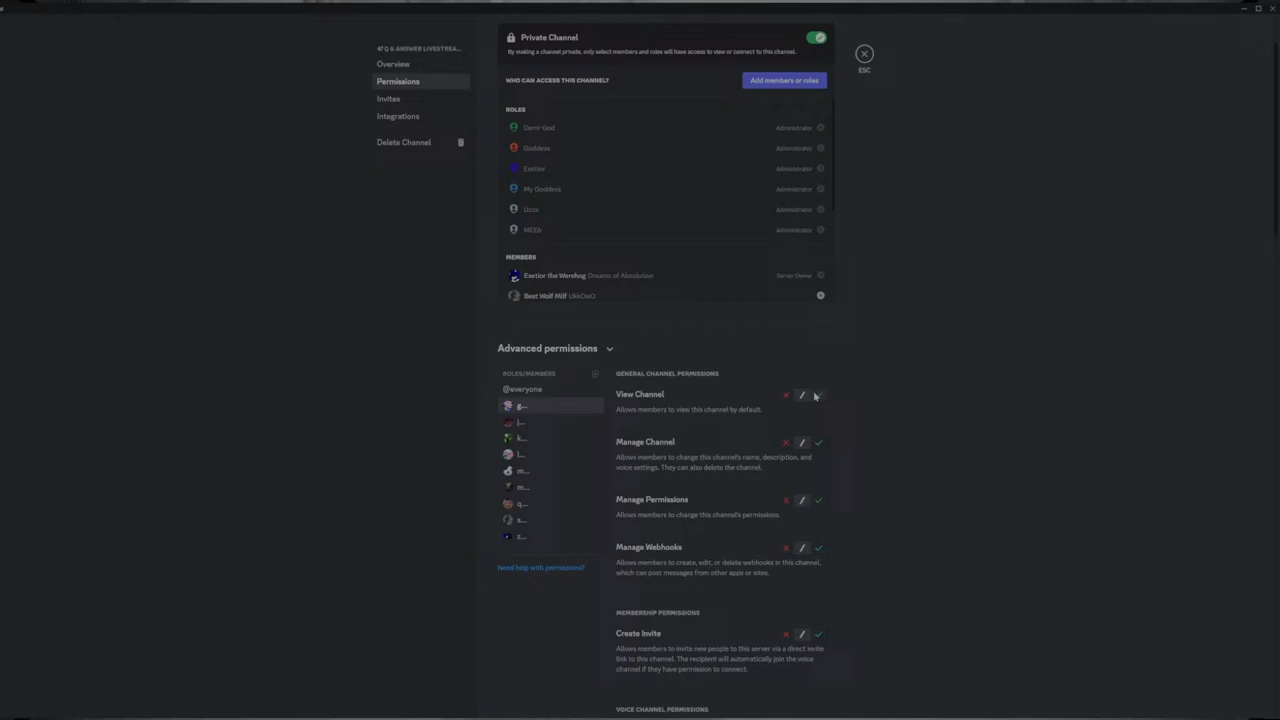 Q & ANSWER LIVESTREA...
Overview
Permissions
Invites
Integrations
Delete Channel
Private Channel
By making a channel private, only select members and roles will have access to view or connect to this channel.
WHO CAN ACCESS THIS CHANNEL?
Add members or roles
ESC
ROLES
Demi-God
Administrator
Goddess
Administrator
Exetior
Administrator
My Goddess
Administrator
Administrator
MEE6
Administrator
MEMBERS
Exetior the Werehog Dreams of Absolution
Server Owner
Best Wolf Milf UkkOwO
Advanced permissions
ROLES/MEMBERS
@everyone
g...
j...
k...
l...
m...
m...
q...
s...
z...
Need help with permissions?
GENERAL CHANNEL PERMISSIONS
View Channel
Allows members to view this channel by default.
Manage Channel
Allows members to change this channel's name, description, and
voice settings. They can also delete the channel.
Manage Permissions
Allows members to change this channel's permissions.
Manage Webhooks
Allows members to create, edit, or delete webhooks in this channel,
which can post messages from other apps or sites.
MEMBERSHIP PERMISSIONS
Create Invite
Allows members to invite new people to this server via a direct invite
link to this channel. The recipient will automatically join the voice
channel if they have permission to connect.
VOICE CHANNEL PERMISSIONS